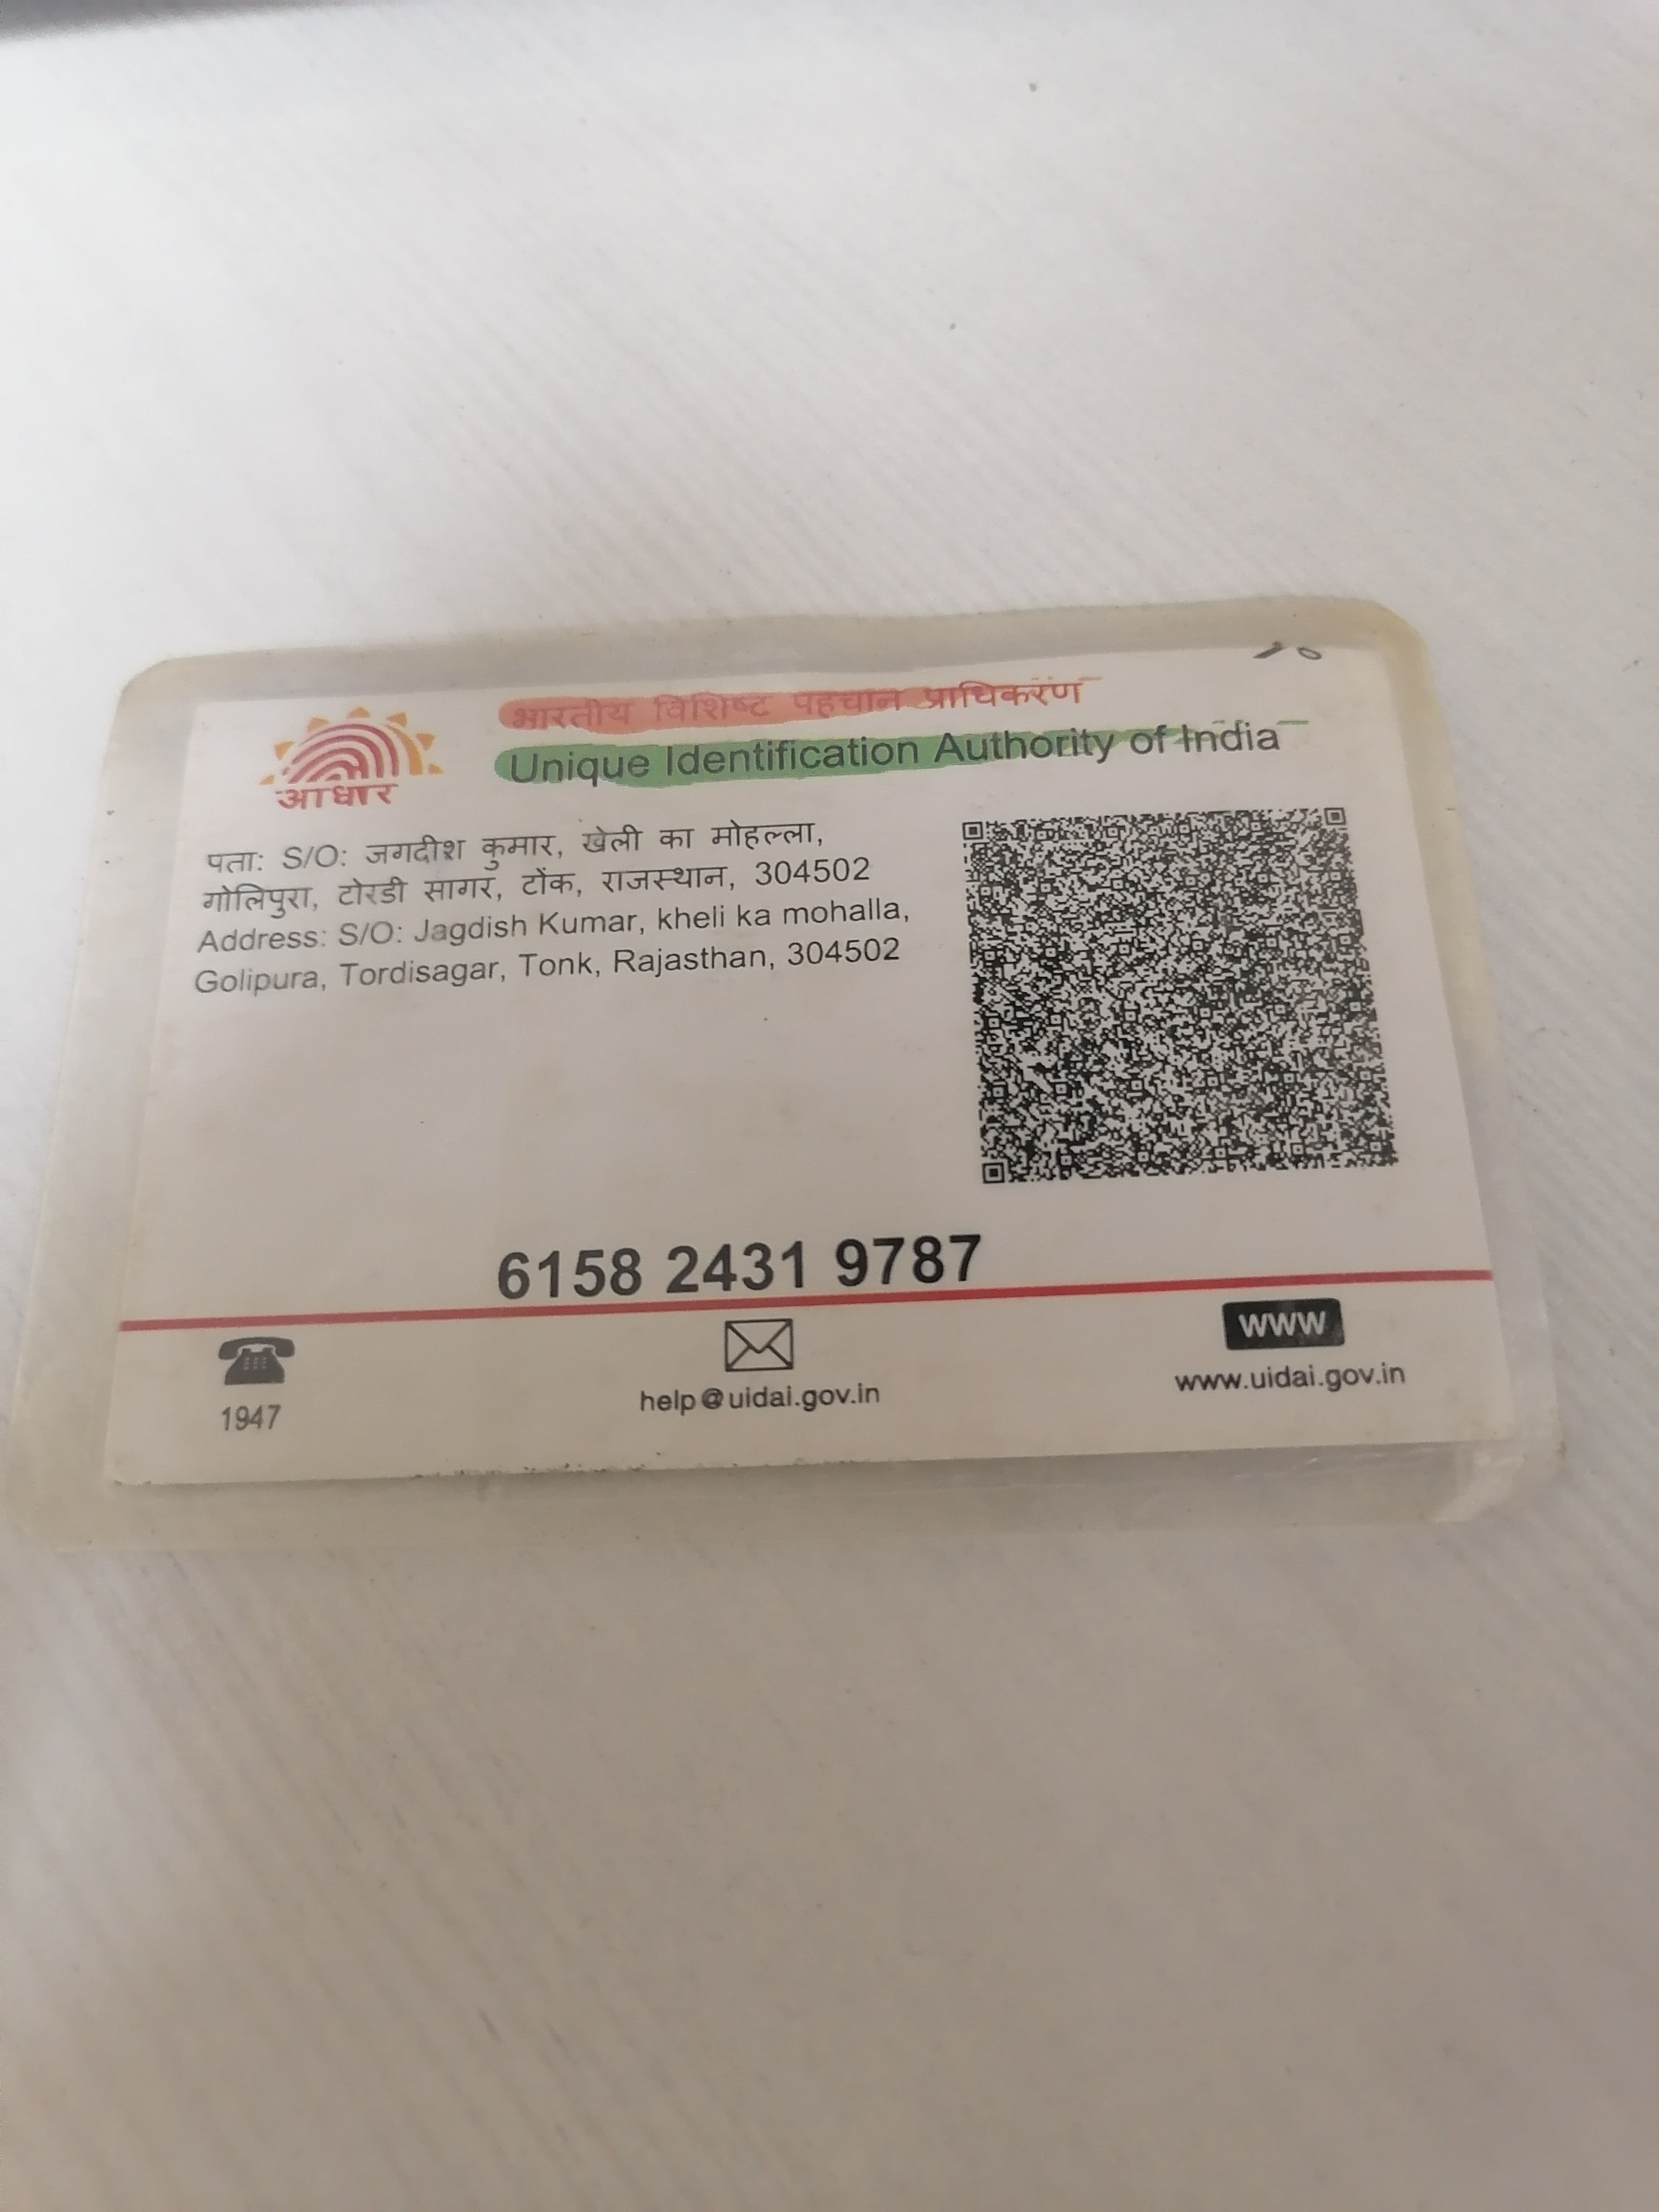 भारतीय विशिष्ट पहचान प्राधिकरण
Unique Identification Authority of India
आधार
पता: S/O: जगदीश कुमार, खेली का मोहल्ला,
गोलिपुरा, टोरडी सागर, टोंक, राजस्थान, 304502
Address: S/O: Jagdish Kumar, kheli ka mohalla,
Golipura, Tordisagar, Tonk, Rajasthan, 304502
6158 2431 9787
WWW
1947
help@uidai.gov.in
www.uidai.gov.in